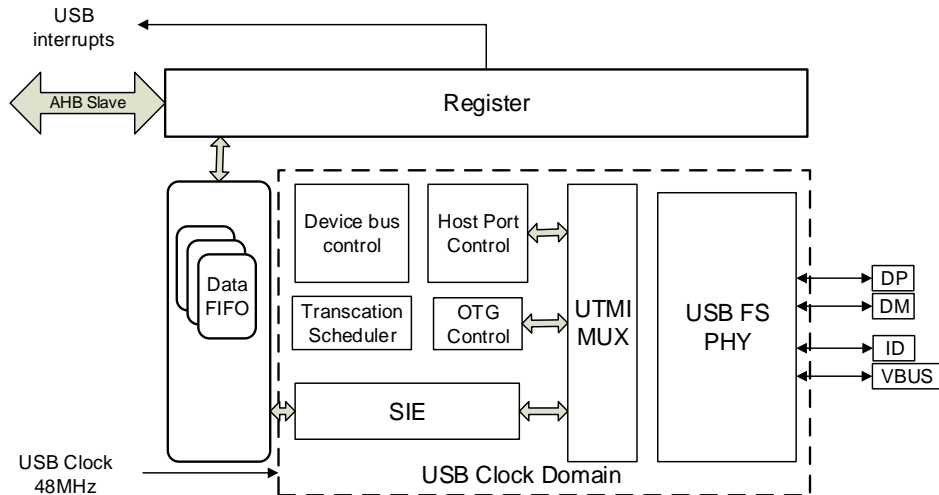 USB
interrupts
AHB Slave
Register
Device bus
control
Host Port
Control
Data
FIFO
Transcation
Scheduler
OTG
Control
UTMI
MUX
USB FS
PHY
DP
DM
ID
VBUS
SIE
USB Clock
48MHz
USB Clock Domain